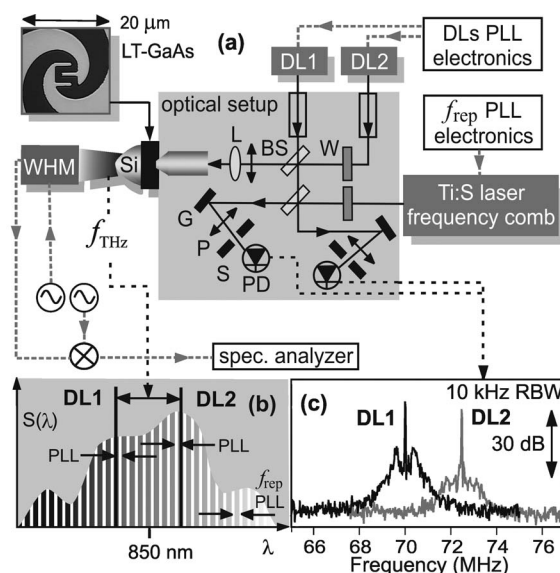 20 µm
LT-GaAs
(a)
DL1
DL2
DLs PLL
electronics
optical setup
f_rep PLL
electronics
WHM
Si
L
BS
W
Ti:S laser
frequency comb
f_THz
G
P
S
PD
spec. analyzer
DL1
DL2
(b)
S(λ)
PLL
PLL
f_rep
PLL
850 nm
λ
(c)
10 kHz RBW
DL1
DL2
30 dB
66 68 70 72 74 76
Frequency (MHz)